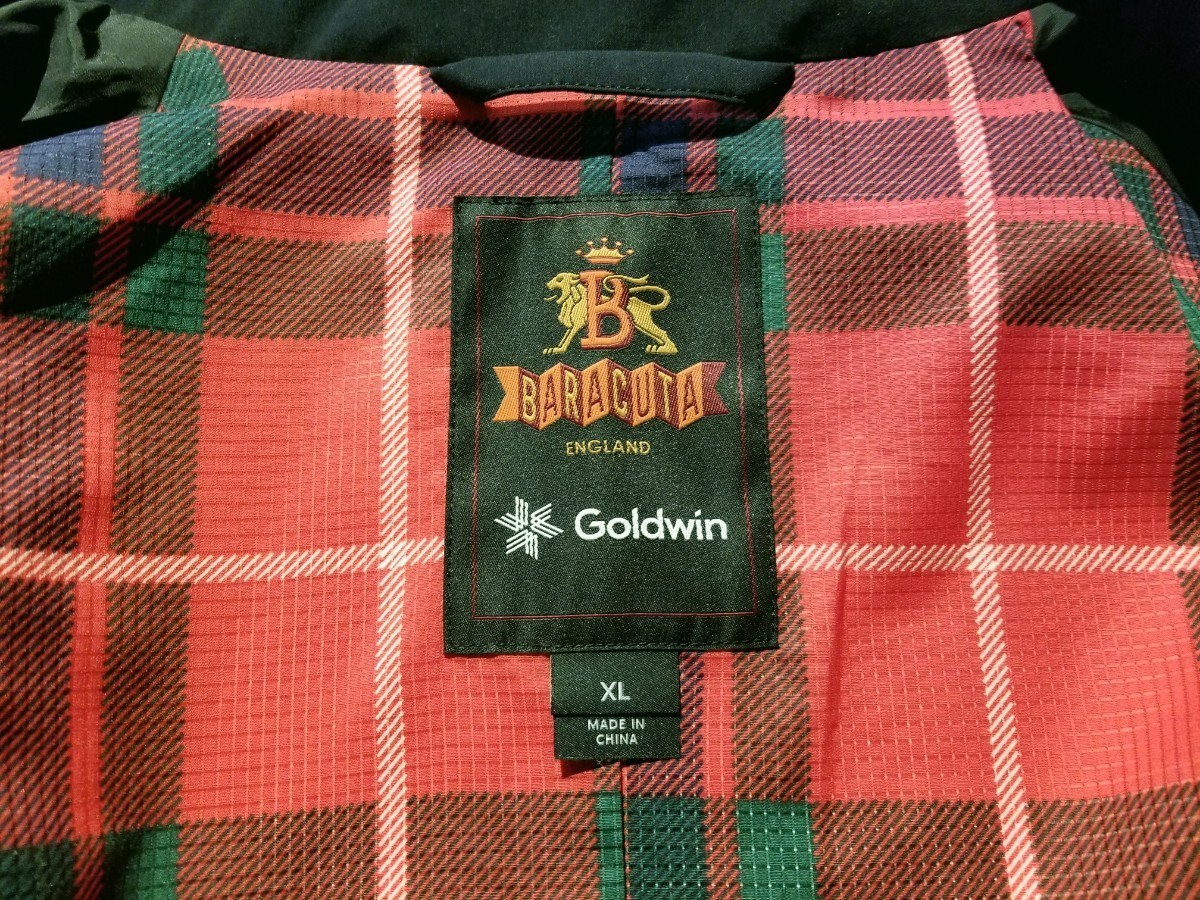 B
BARACUTA
ENGLAND
Goldwin
XL
MADE IN
CHINA